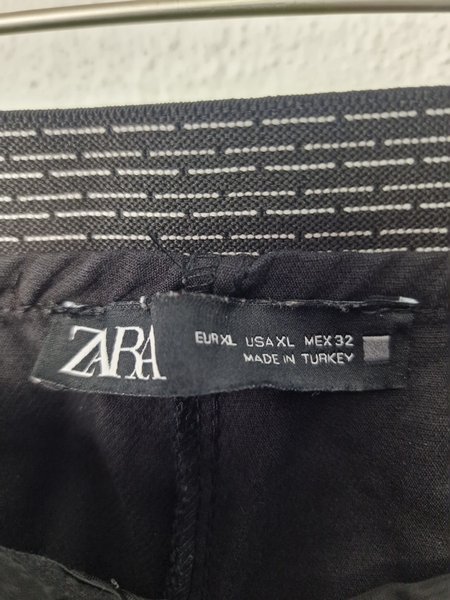 ZARA
EUR XL USA XL MEX 32
MADE IN TURKEY